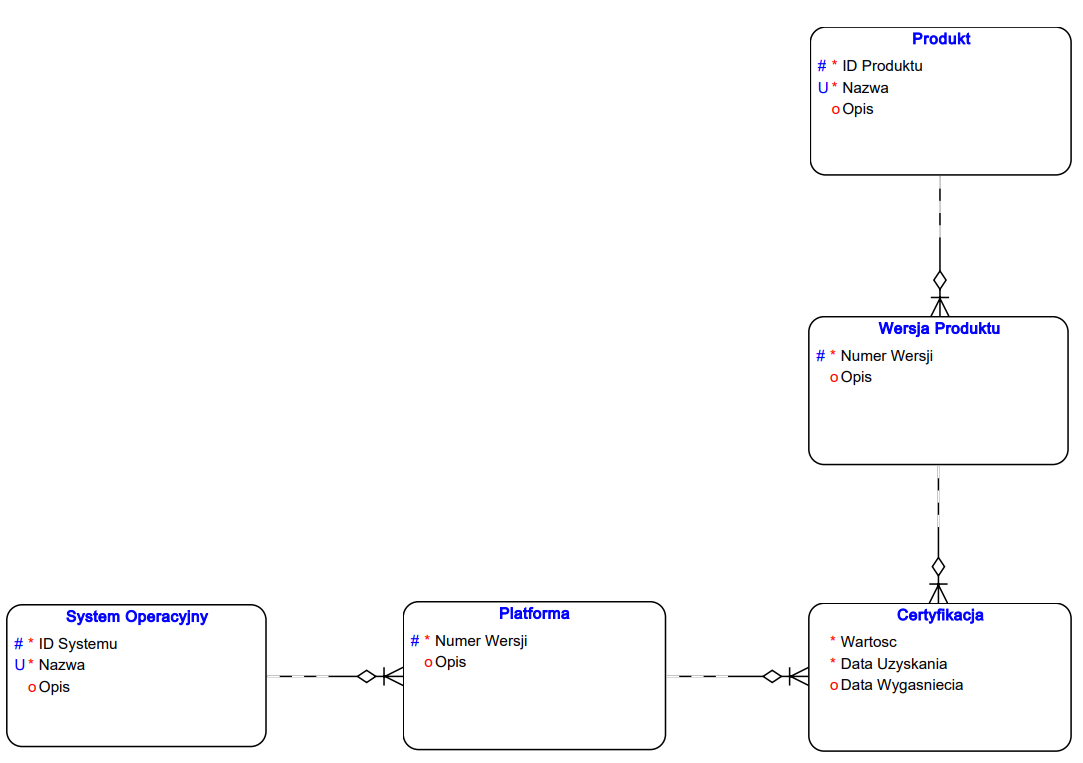 Produkt
# * ID Produktu
U * Nazwa
o Opis
Wersja Produktu
# * Numer Wersji
o Opis
System Operacyjny
# * ID Systemu
U * Nazwa
o Opis
Platforma
# * Numer Wersji
o Opis
Certyfikacja
* Wartosc
* Data Uzyskania
o Data Wygasniecia